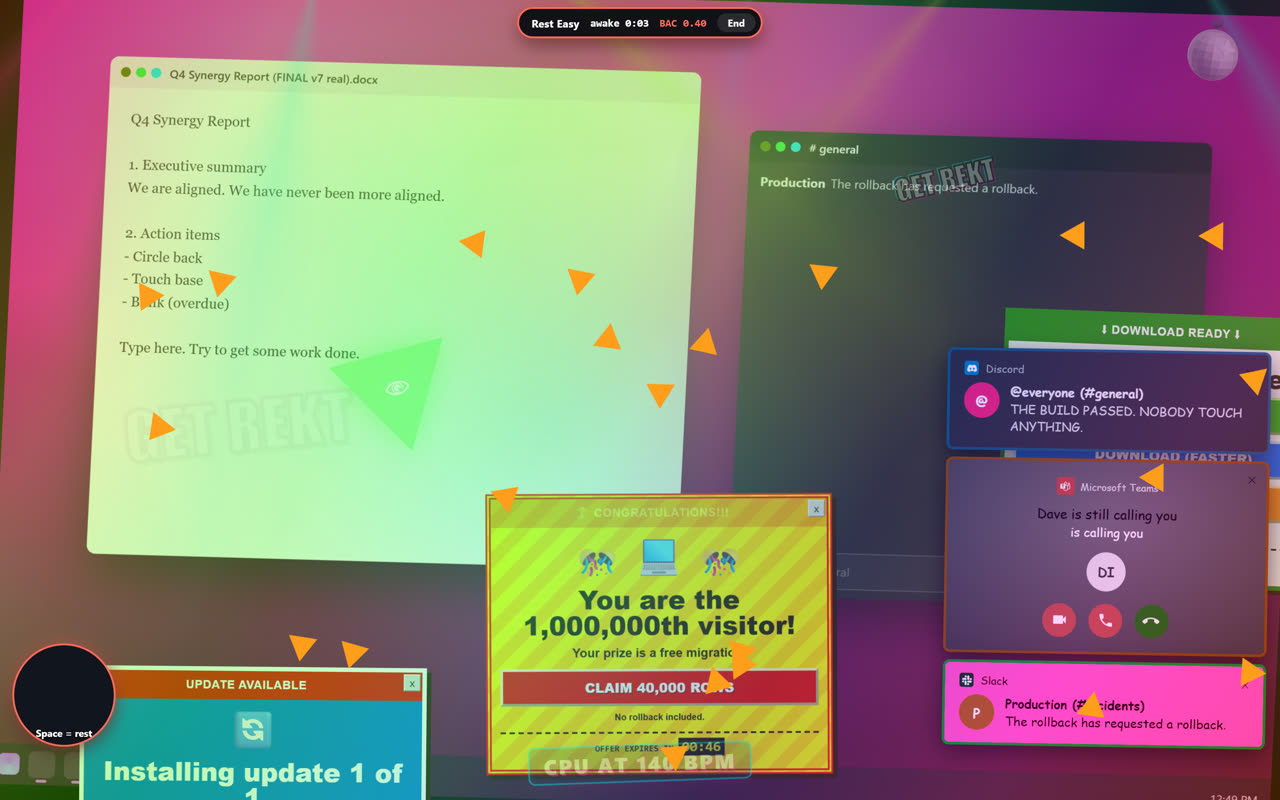 Rest Easy awake 0:03 BAC 0.40 End
Q4 Synergy Report (FINAL v7 real).docx
Q4 Synergy Report
1. Executive summary
We are aligned. We have never been more aligned.
2. Action items
- Circle back
- Touch base
(overdue)
Type here. Try to get some work done.
GET REKT
# general
Production The rollback has requested a rollback.
GET REKT
⬇ DOWNLOAD READY ⬇
Discord
@
@everyone (#general)
THE BUILD PASSED. NOBODY TOUCH
ANYTHING.
DOWNLOAD (FASTER)
Microsoft Teams
x
Dave is still calling you
is calling you
DI
Slack
P
Production
The rollback has requested a rollback.
CONGRATULATIONS!!!
x
You are the
1,000,000th visitor!
Your prize is a free
CLAIM 40,000
No rollback included.
OFFER EXPIRES
CPU AT 140 BPM
UPDATE AVAILABLE
x
Installing update 1 of
1
Space = rest
12:49 PM